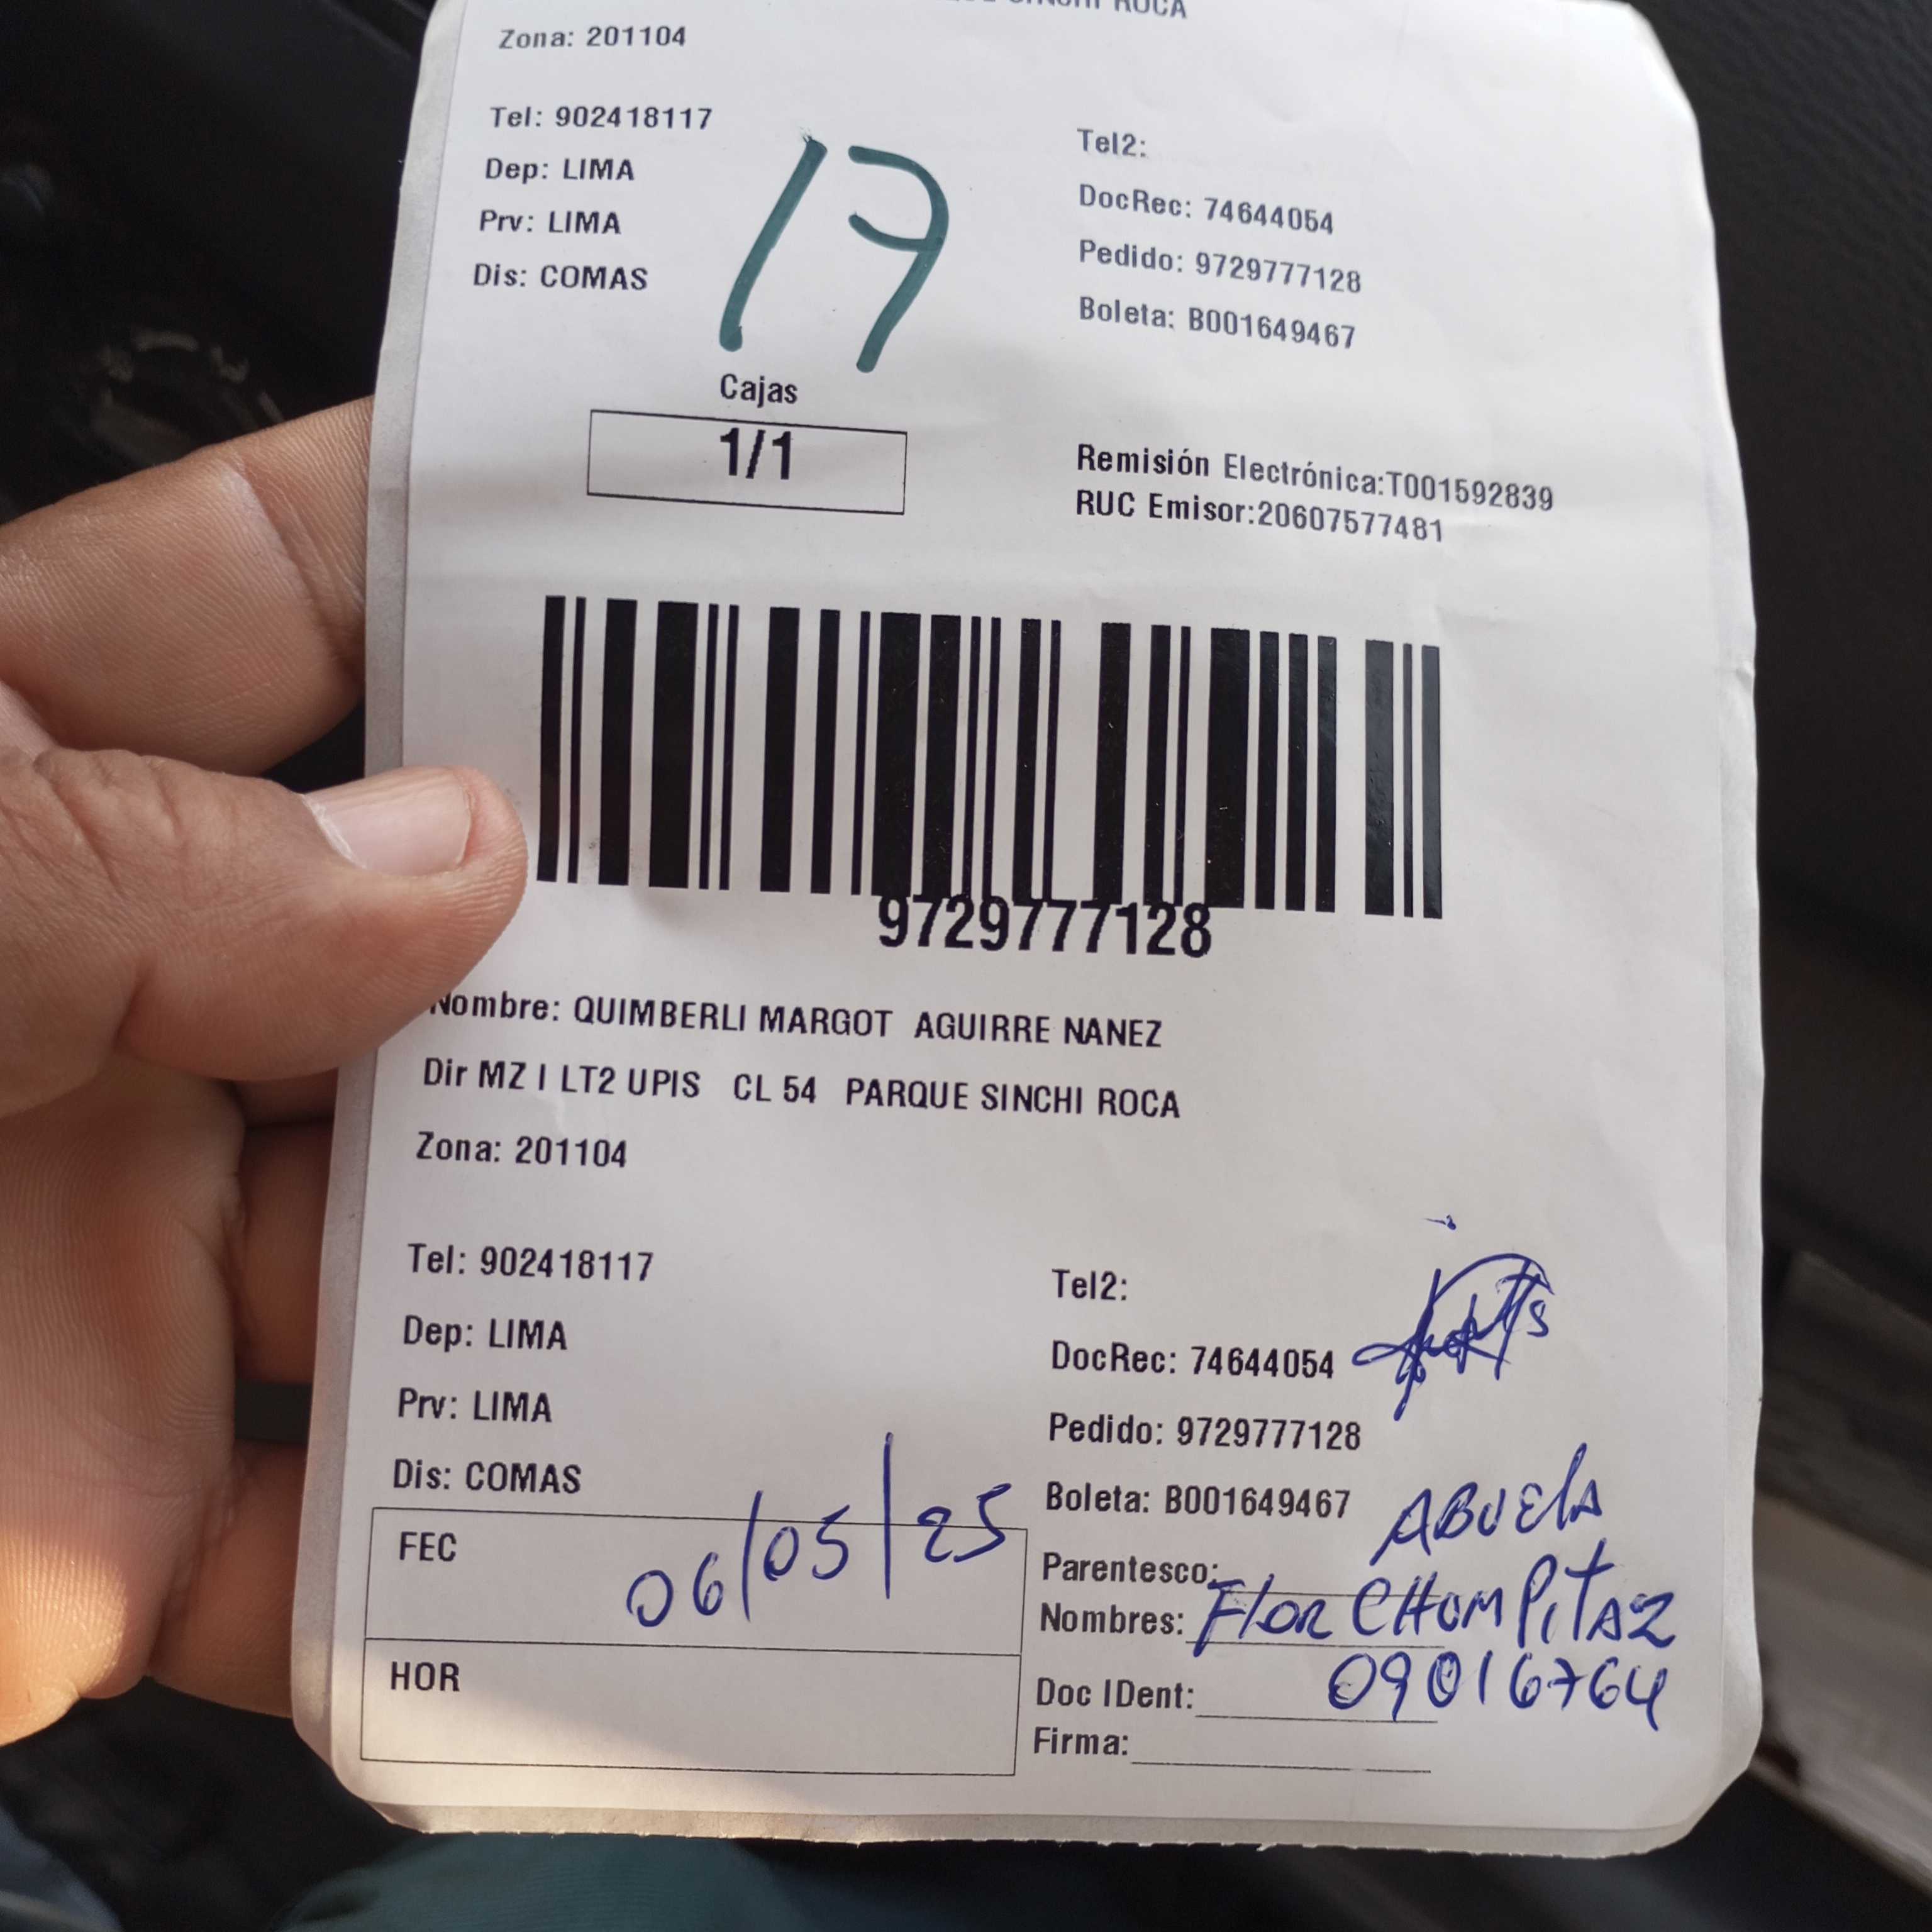 SINCHI ROCA
Zona: 201104
Tel: 902418117
Dep: LIMA
Prv: LIMA
Dis: COMAS
17
Tel2:
DocRec: 74644054
Pedido: 9729777128
Boleta: B001649467
Cajas
1/1
Remisión Electrónica:T001592839
RUC Emisor:20607577481
9729777128
Nombre: QUIMBERLI MARGOT AGUIRRE NANEZ
Dir MZ I LT2 UPIS CL 54 PARQUE SINCHI ROCA
Zona: 201104
Tel: 902418117
Dep: LIMA
Prv: LIMA
Dis: COMAS
Tel2:
DocRec: 74644054
Pedido: 9729777128
Boleta: B001649467
FEC 06/05/25
HOR
Parentesco: ABUElA
Nombres: FloR CHUMPiTAZ
Doc IDent: 09016764
Firma: